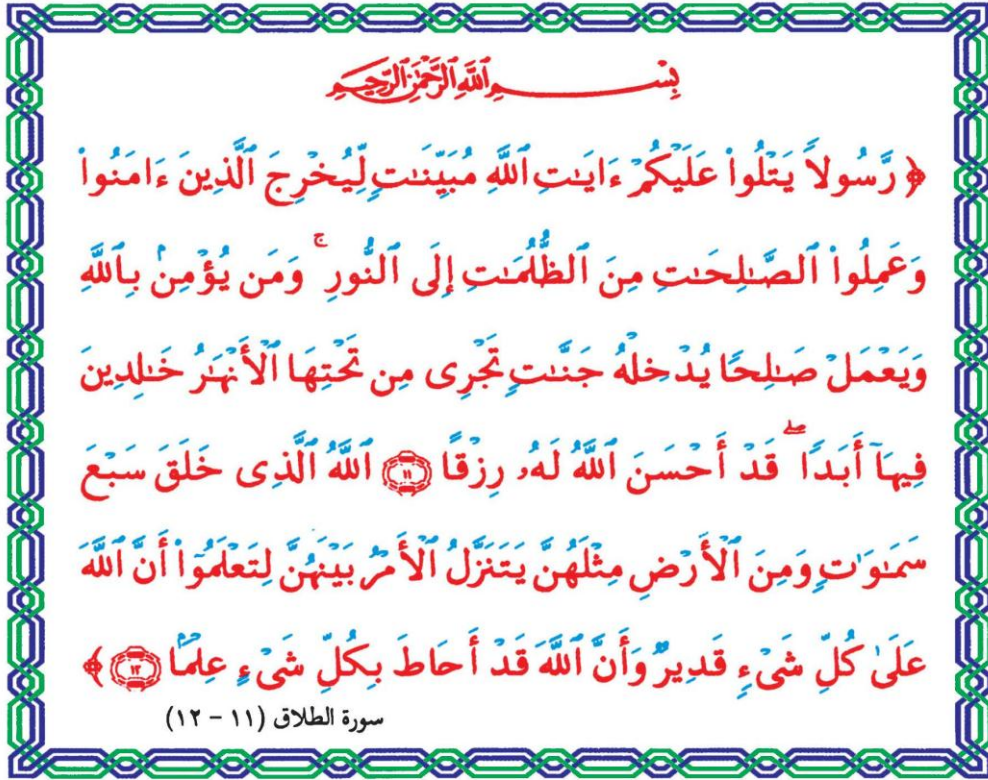 بِسْمِ ٱللَّهِ ٱلرَّحْمَٰنِ ٱلرَّحِيمِ
﴿ رَّسُولًا يَتْلُوا۟ عَلَيْكُمْ ءَايَٰتِ ٱللَّهِ مُبَيِّنَٰتٍ لِّيُخْرِجَ ٱلَّذِينَ ءَامَنُوا۟
وَعَمِلُوا۟ ٱلصَّٰلِحَٰتِ مِنَ ٱلظُّلُمَٰتِ إِلَى ٱلنُّورِ ۚ وَمَن يُؤْمِنۢ بِٱللَّهِ
وَيَعْمَلْ صَٰلِحًا يُدْخِلْهُ جَنَّٰتٍ تَجْرِى مِن تَحْتِهَا ٱلْأَنْهَٰرُ خَٰلِدِينَ
فِيهَآ أَبَدًا ۖ قَدْ أَحْسَنَ ٱللَّهُ لَهُۥ رِزْقًا ۝١١ ٱللَّهُ ٱلَّذِى خَلَقَ سَبْعَ
سَمَٰوَٰتٍ وَمِنَ ٱلْأَرْضِ مِثْلَهُنَّ يَتَنَزَّلُ ٱلْأَمْرُ بَيْنَهُنَّ لِتَعْلَمُوٓا۟ أَنَّ ٱللَّهَ
عَلَىٰ كُلِّ شَىْءٍ قَدِيرٌ وَأَنَّ ٱللَّهَ قَدْ أَحَاطَ بِكُلِّ شَىْءٍ عِلْمًۢا ۝١٢ ﴾
سورة الطلاق (١١ - ١٢)